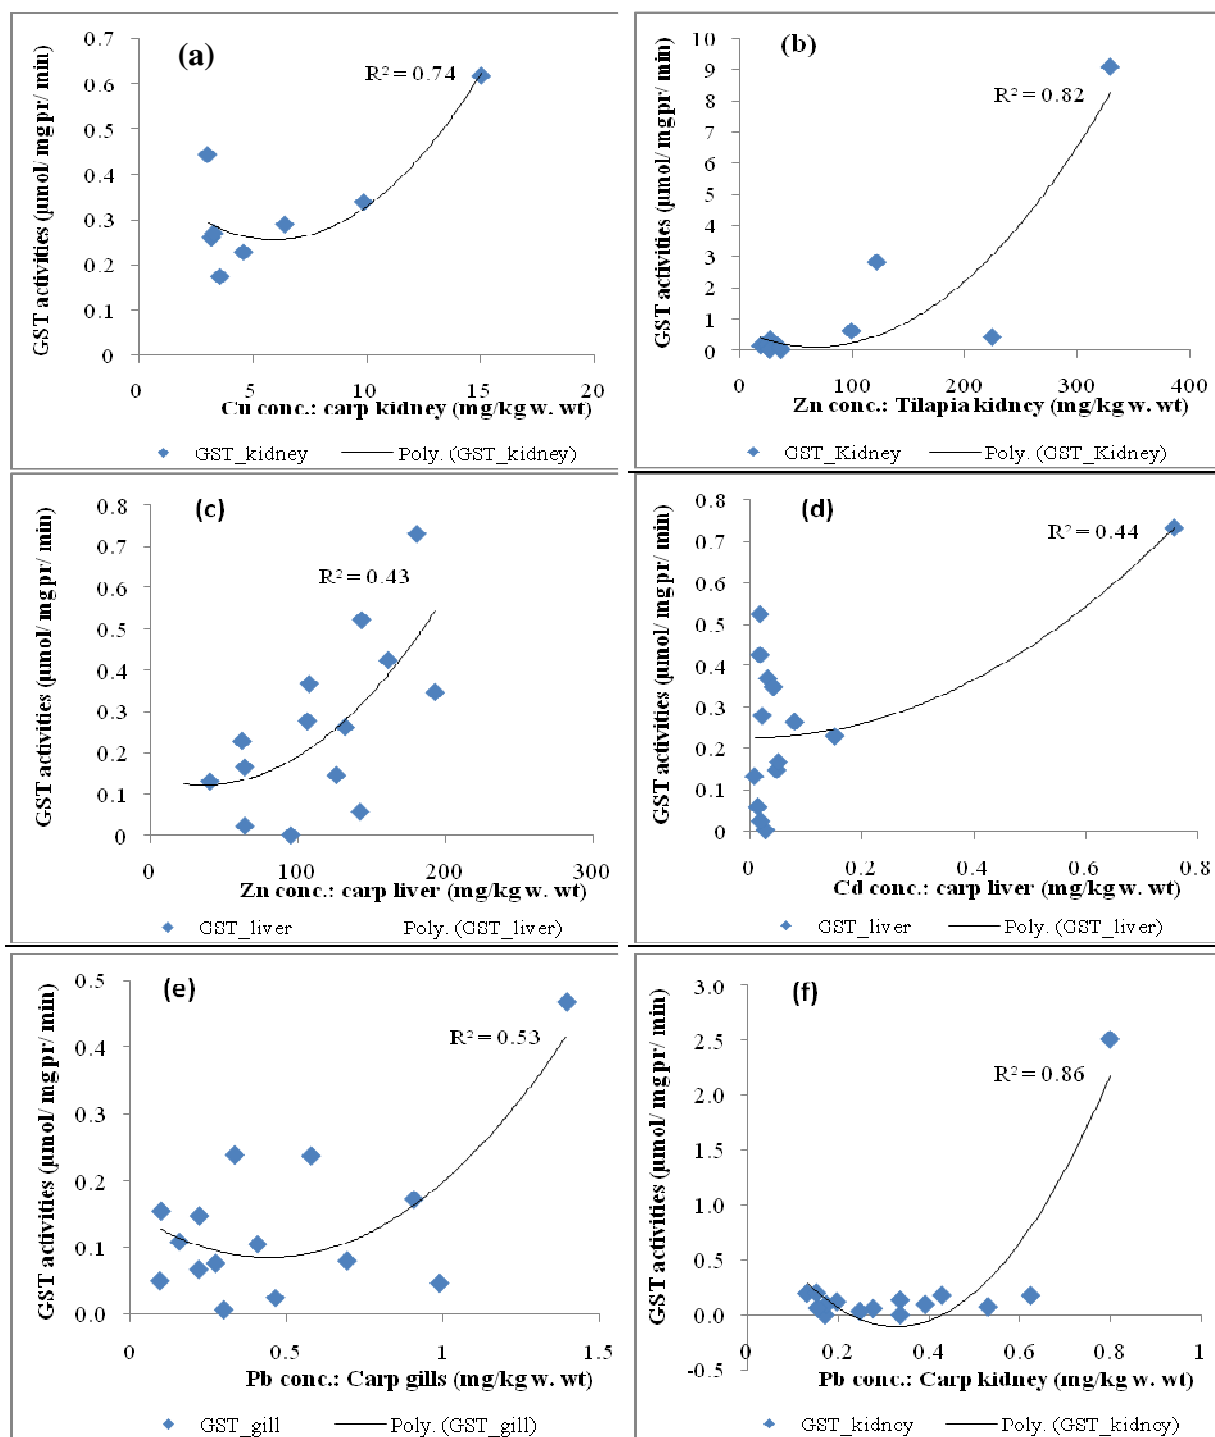 (a)
R² = 0.74
GST activities (µmol/ mgpr/ min)
0.7
0.6
0.5
0.4
0.3
0.2
0.1
0
0
5
10
15
20
Cu conc.: carp kidney (mg/kg w. wt)
GST_kidney
Poly. (GST_kidney)
(b)
R² = 0.82
GST activities (µmol/ mgpr/ min)
10
9
8
7
6
5
4
3
2
1
0
0
100
200
300
400
Zn conc.: Tilapia kidney (mg/kg w. wt)
GST_Kidney
Poly. (GST_Kidney)
(c)
R² = 0.43
GST activities (µmol/ mgpr/ min)
0.8
0.7
0.6
0.5
0.4
0.3
0.2
0.1
0
0
100
200
300
Zn conc.: carp liver (mg/kg w. wt)
GST_liver
Poly. (GST_liver)
(d)
R² = 0.44
GST activities (µmol/ mgpr/ min)
0.8
0.7
0.6
0.5
0.4
0.3
0.2
0.1
0
0
0.2
0.4
0.6
0.8
Cd conc.: carp liver (mg/kg w. wt)
GST_liver
Poly. (GST_liver)
(e)
R² = 0.53
GST activities (µmol/ mgpr/ min)
0.5
0.4
0.3
0.2
0.1
0.0
0
0.5
1
1.5
Pb conc.: Carp gills (mg/kg w. wt)
GST_gill
Poly. (GST_gill)
(f)
R² = 0.86
GST activities (µmol/ mgpr/ min)
3.0
2.5
2.0
1.5
1.0
0.5
0.0
-0.5
0
0.2
0.4
0.6
0.8
1
Pb conc.: Carp kidney (mg/kg w. wt)
GST_kidney
Poly. (GST_kidney)